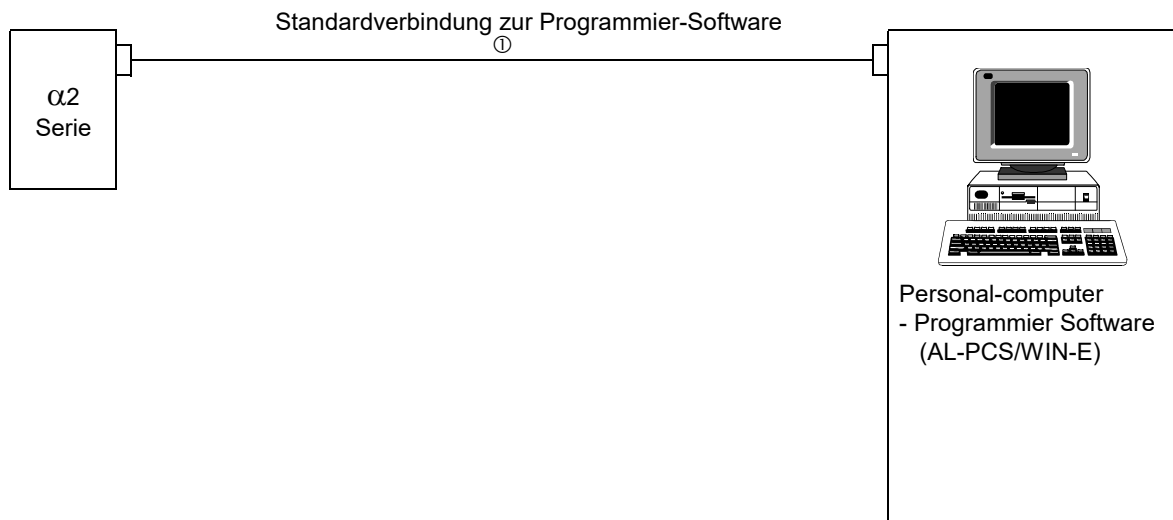 Standardverbindung zur Programmier-Software
①
α2
Serie
Personal-computer
- Programmier Software
(AL-PCS/WIN-E)